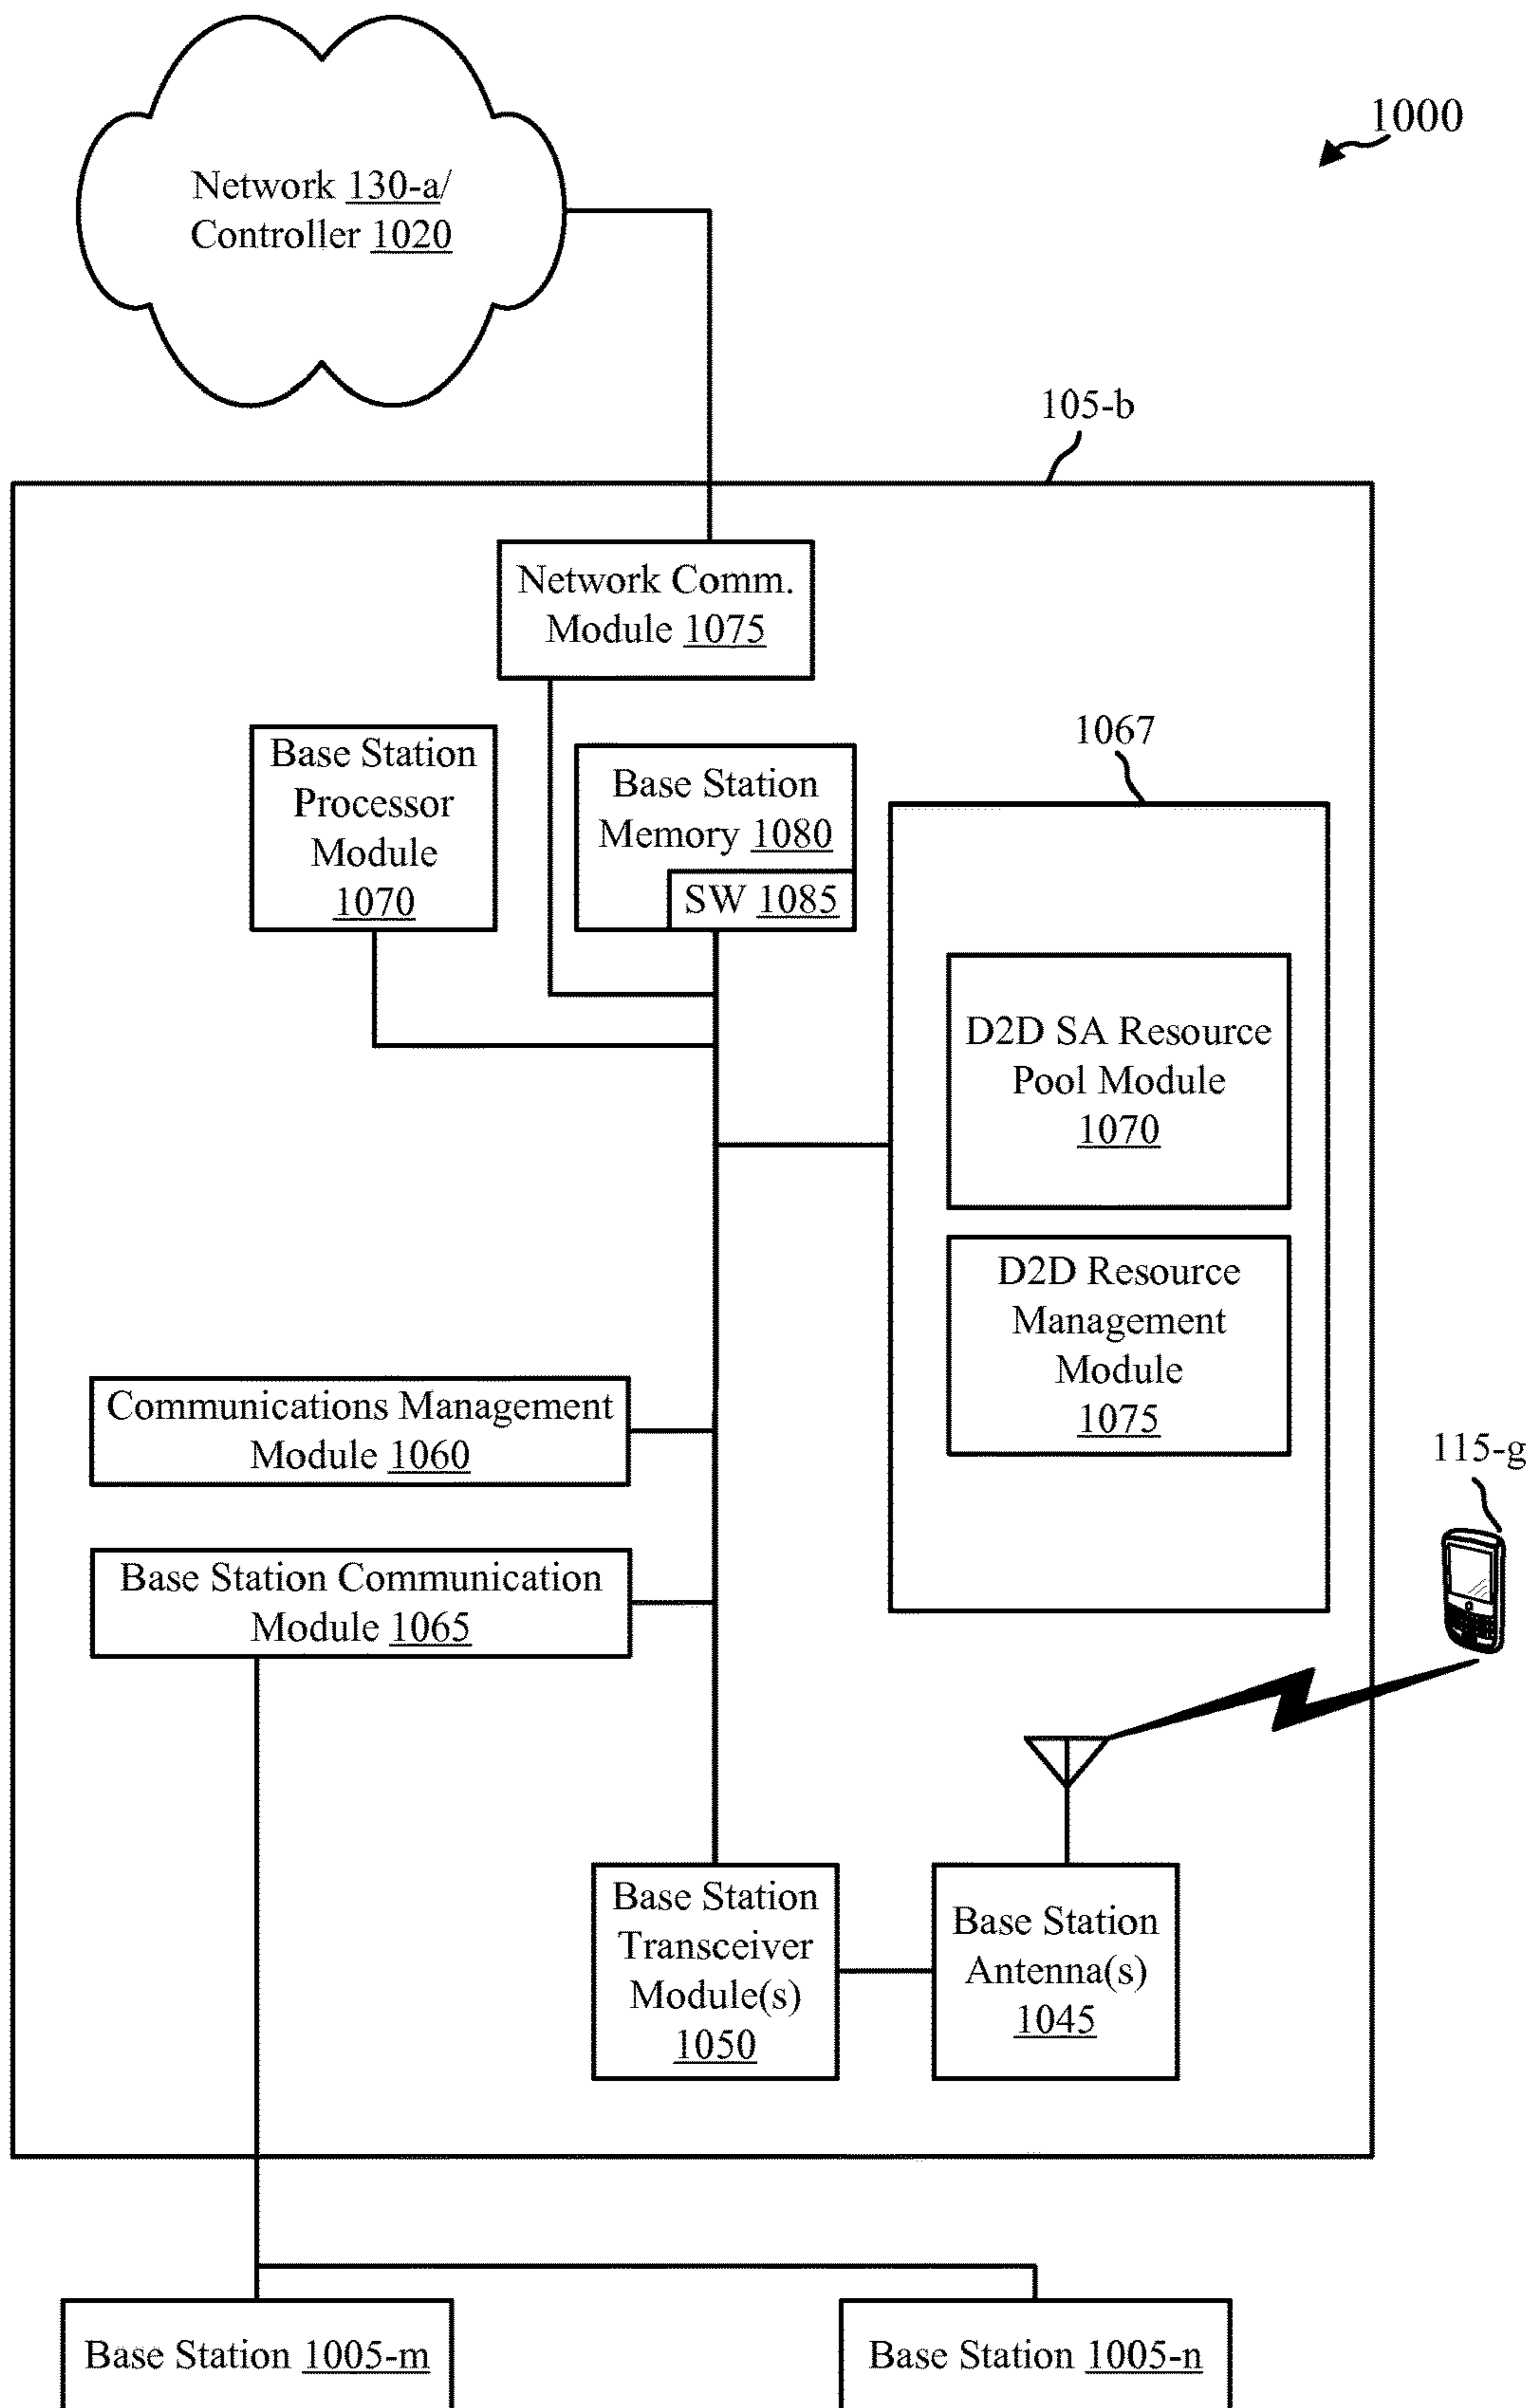 1000
Network 130-a/
Controller 1020
105-b
Network Comm.
Module 1075
Base Station
Processor
Module
1070
Base Station
Memory 1080
SW 1085
1067
D2D SA Resource
Pool Module
1070
D2D Resource
Management
Module
1075
Communications Management
Module 1060
115-g
Base Station Communication
Module 1065
Base Station
Transceiver
Module(s)
1050
Base Station
Antenna(s)
1045
Base Station 1005-m
Base Station 1005-n